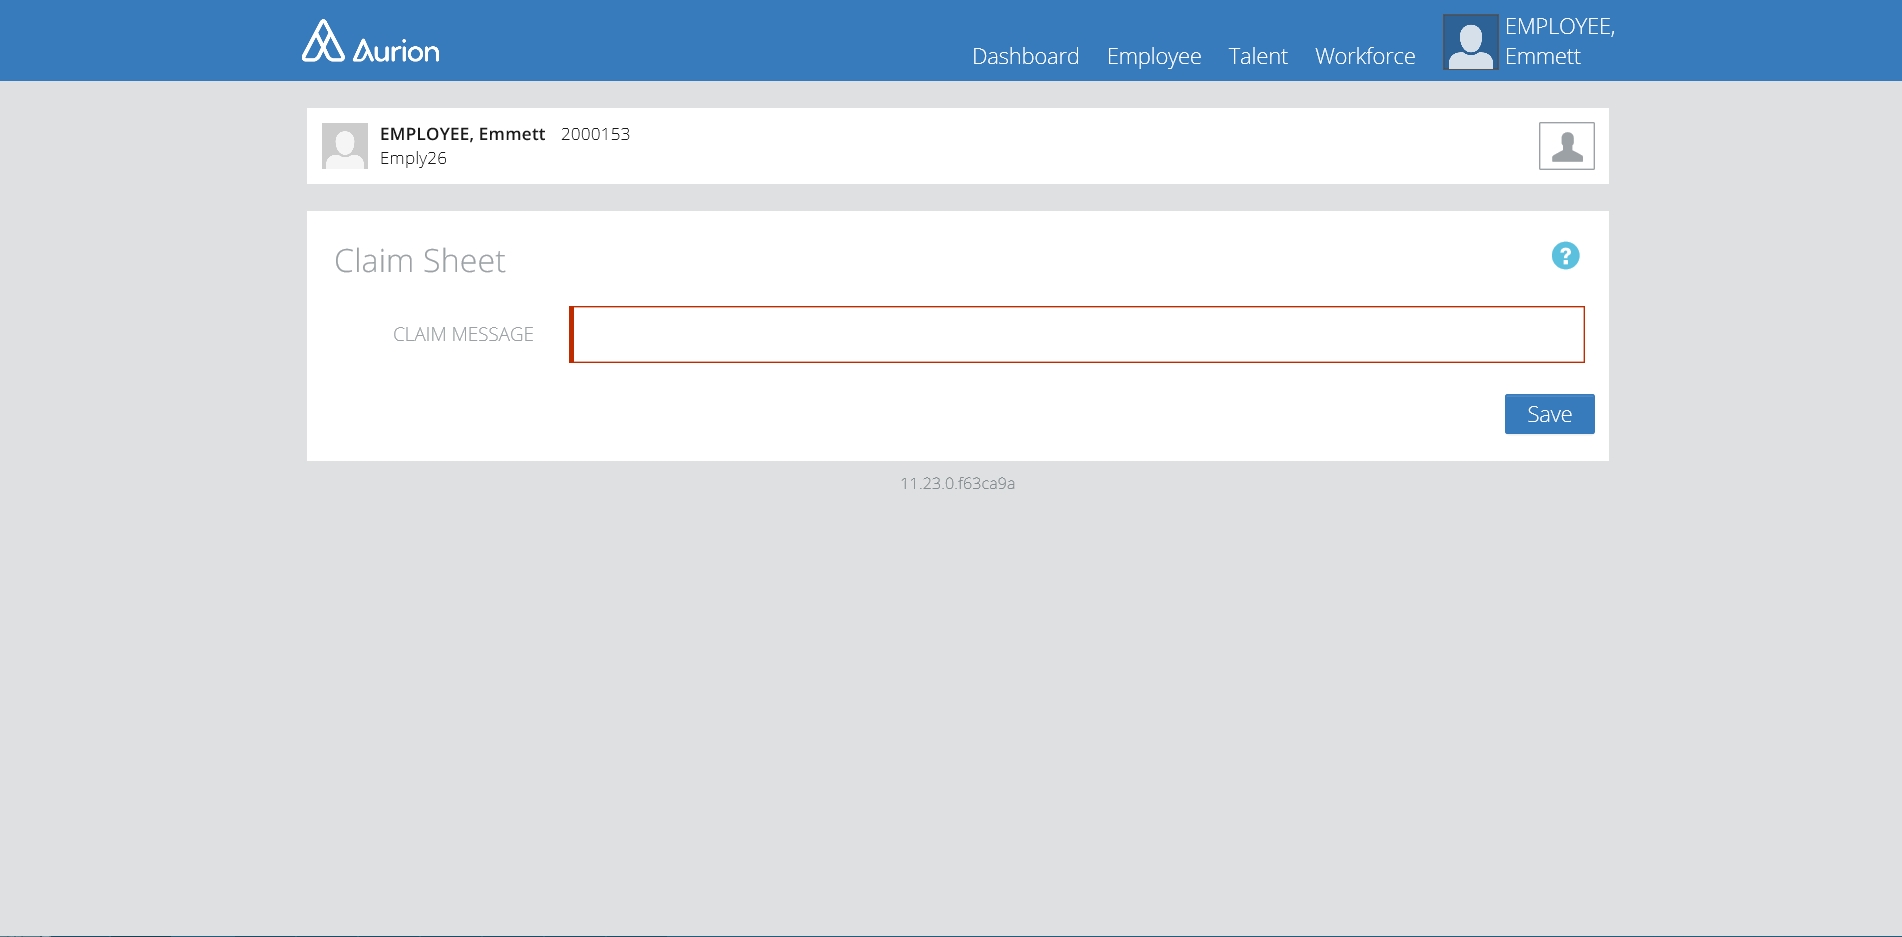 Aurion
Dashboard Employee Talent Workforce
EMPLOYEE,
Emmett
EMPLOYEE, Emmett 2000153
Emply26
Claim Sheet
?
CLAIM MESSAGE
Save
11.23.0.f63ca9a